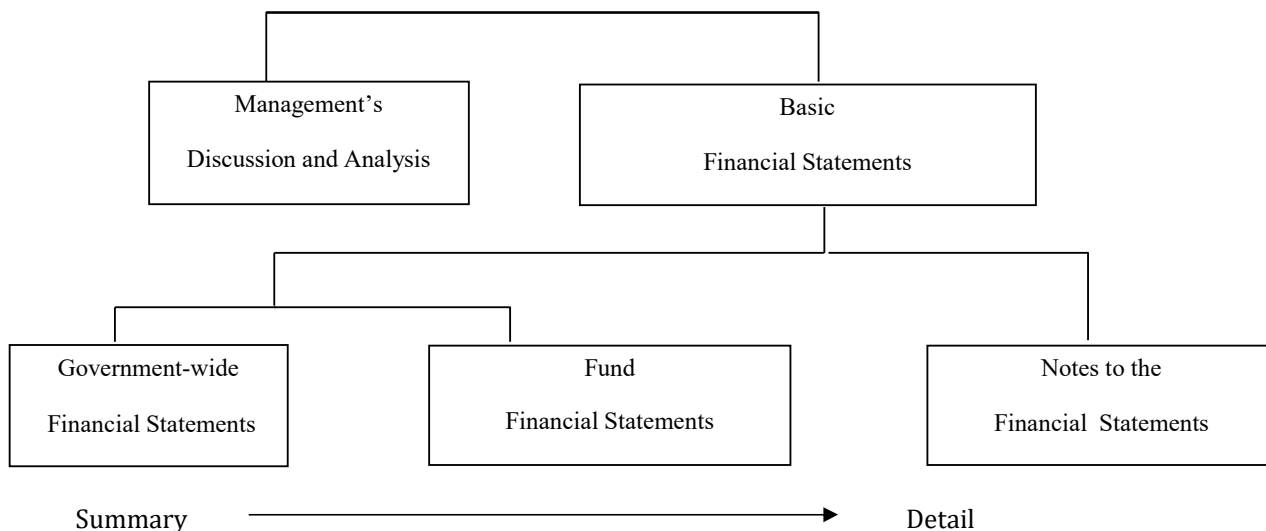 Management’s
Discussion and Analysis
Basic
Financial Statements
Government-wide
Financial Statements
Fund
Financial Statements
Notes to the
Financial  Statements
Summary
Detail